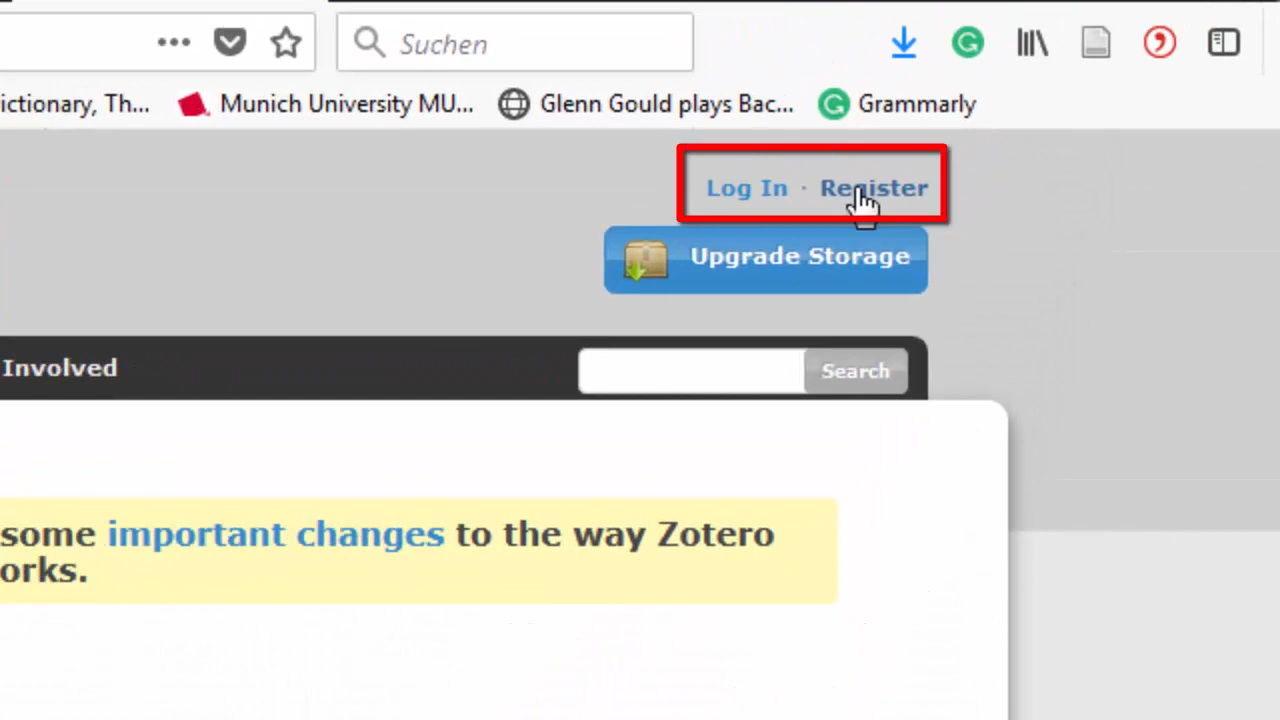 Suchen
ictionary, Th... Munich University MU... Glenn Gould plays Bac... Grammarly
Log In · Register
Upgrade Storage
Involved Search
some important changes to the way Zotero
orks.